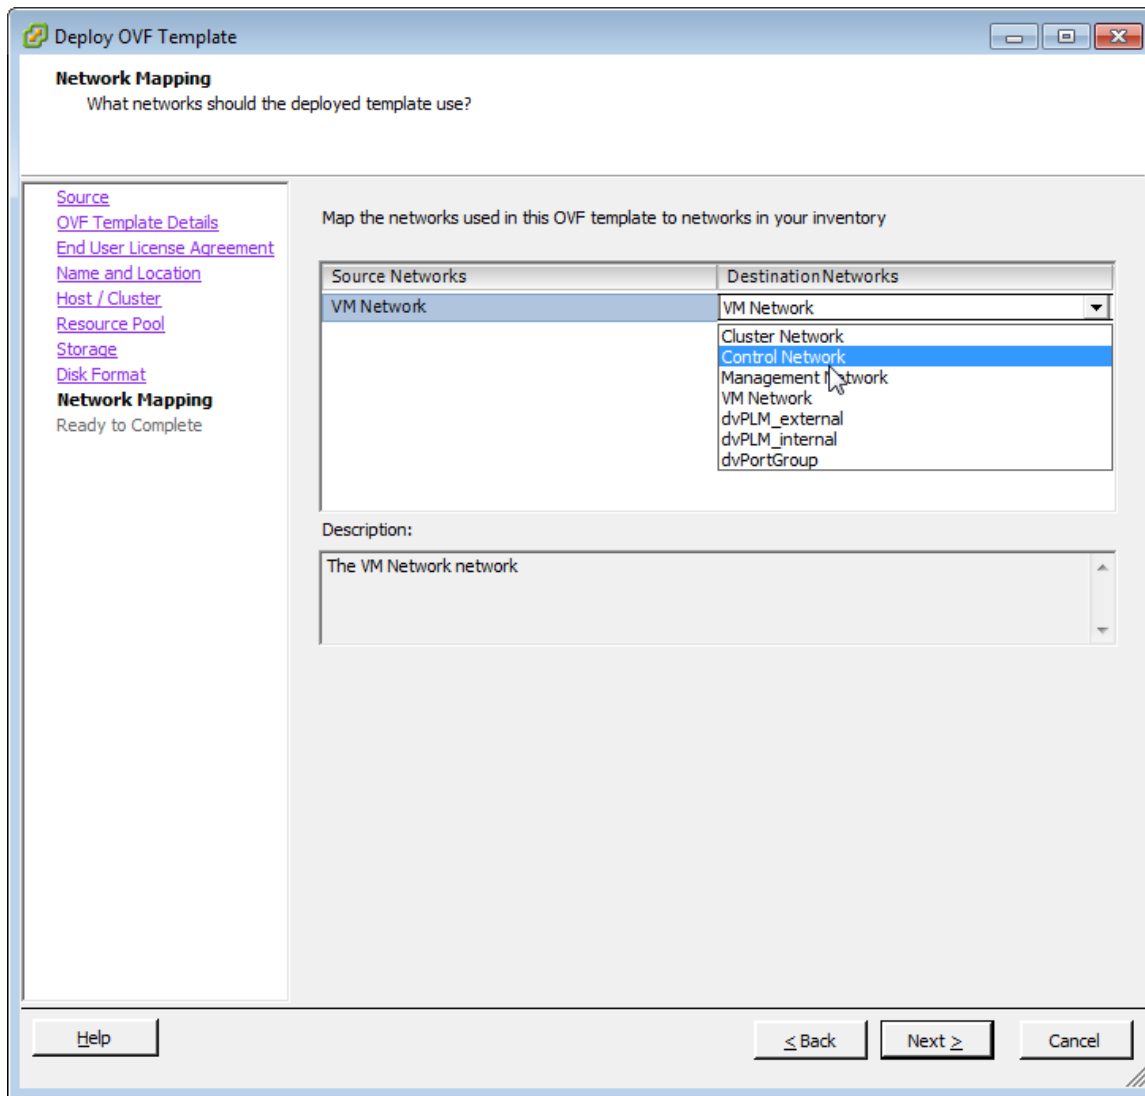 Deploy OVF Template
Network Mapping
What networks should the deployed template use?
Source
OVF Template Details
End User License Agreement
Name and Location
Host / Cluster
Resource Pool
Storage
Disk Format
Network Mapping
Ready to Complete
Map the networks used in this OVF template to networks in your inventory
Source Networks Destination Networks
VM Network VM Network
Cluster Network
Control Network
Management Network
VM Network
dvPLM_external
dvPLM_internal
dvPortGroup
Description:
The VM Network network
Help < Back Next > Cancel